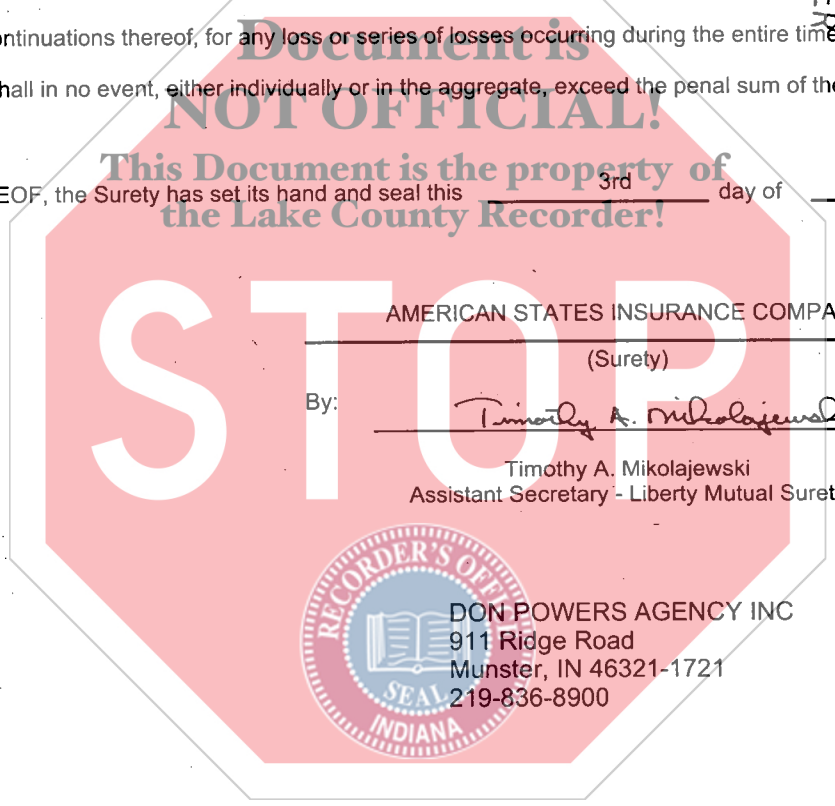 ontinuations thereof, for any loss or series of losses occurring during the entire time
Document is
hall in no event, either individually or in the aggregate, exceed the penal sum of the
NOT OFFICIAL!
This Document is the property of
EOF, the Surety has set its hand and seal this 3rd day of
the Lake County Recorder!
STOP
AMERICAN STATES INSURANCE COMPA
(Surety)
By: Timothy A. Mikolajewsk
Timothy A. Mikolajewski
Assistant Secretary - Liberty Mutual Suret
RECORDER'S OFFICE
SEAL
INDIANA
DON POWERS AGENCY INC
911 Ridge Road
Munster, IN 46321-1721
219-836-8900